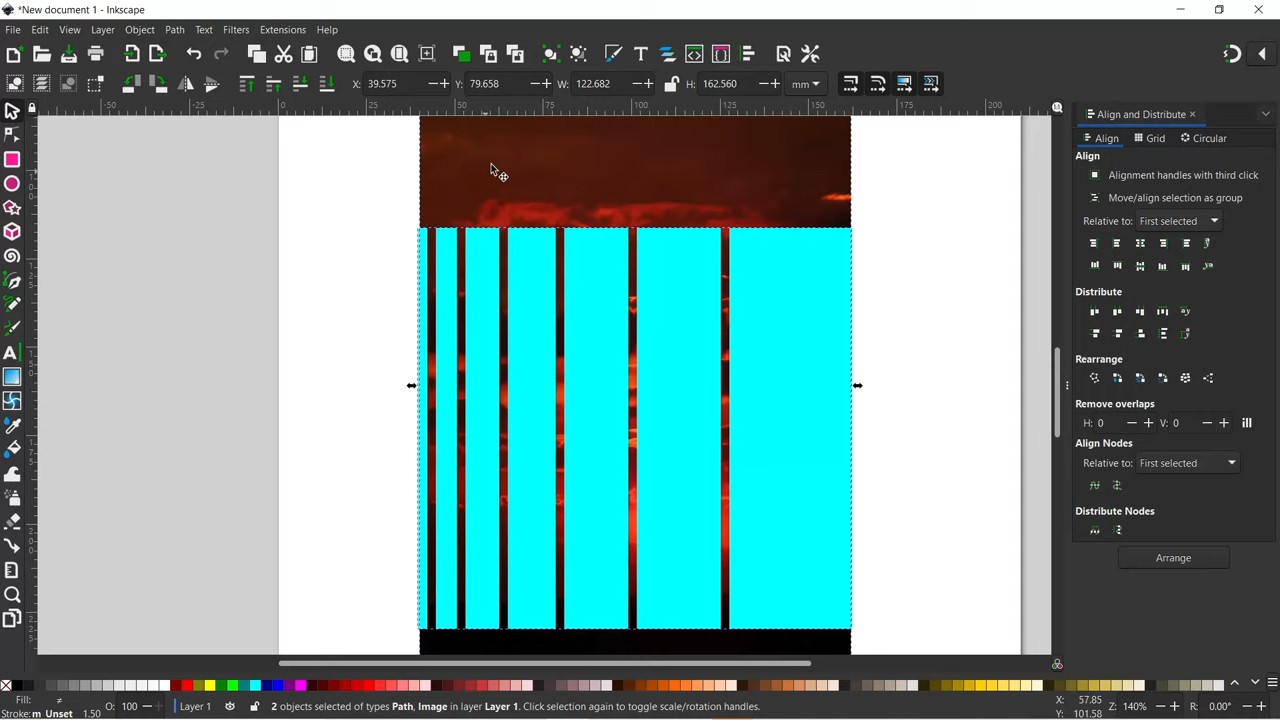 *New document 1 - Inkscape
File Edit View Layer Object Path Text Filters Extensions Help
X: 39.575 Y: 79.658 W: 122.682 H: 162.560 mm
-50 -25 0 25 50 75 100 125 150 175 200
Align and Distribute
Align Grid Circular
Align
Alignment handles with third click
Move/align selection as group
Relative to: First selected
Distribute
Rearrange
Remove overlaps
H: 0 V: 0
Align Nodes
Relative to: First selected
Distribute Nodes
Arrange
Fill: ≠
Stroke: m Unset 1.50
O: 100
Layer 1
2 objects selected of types Path, Image in layer Layer 1. Click selection again to toggle scale/rotation handles.
X: 57.85
Y: 101.58
Z: 140%
R: 0.00°